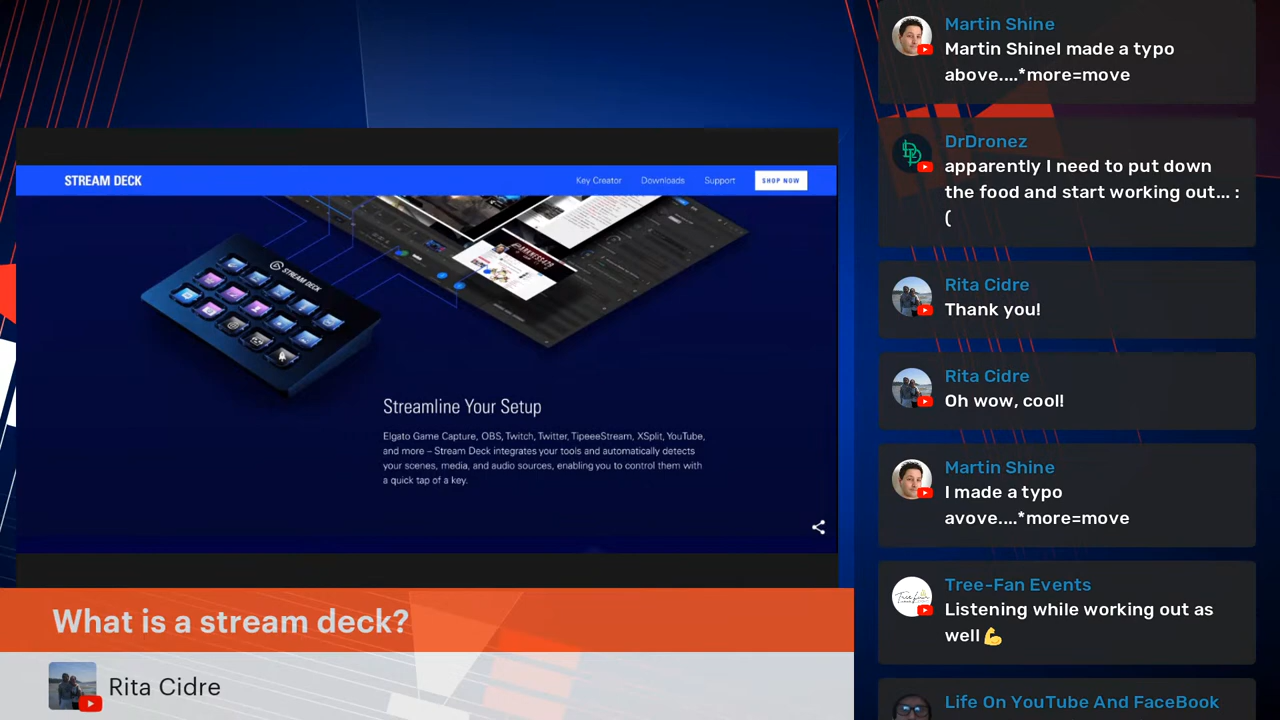 STREAM DECK
Key Creator
Downloads
Support
SHOP NOW
STREAM DECK
Streamline Your Setup
Elgato Game Capture, OBS, Twitch, Twitter, TipeeeStream, XSplit, YouTube,
and more – Stream Deck integrates your tools and automatically detects
your scenes, media, and audio sources, enabling you to control them with
a quick tap of a key.
What is a stream deck?
Rita Cidre
Martin Shine
Martin ShineI made a typo
above....*more=move
DrDronez
apparently I need to put down
the food and start working out... :
(
Rita Cidre
Thank you!
Rita Cidre
Oh wow, cool!
Martin Shine
I made a typo
avove....*more=move
Tree-Fan Events
Listening while working out as
well💪
Life On YouTube And FaceBook